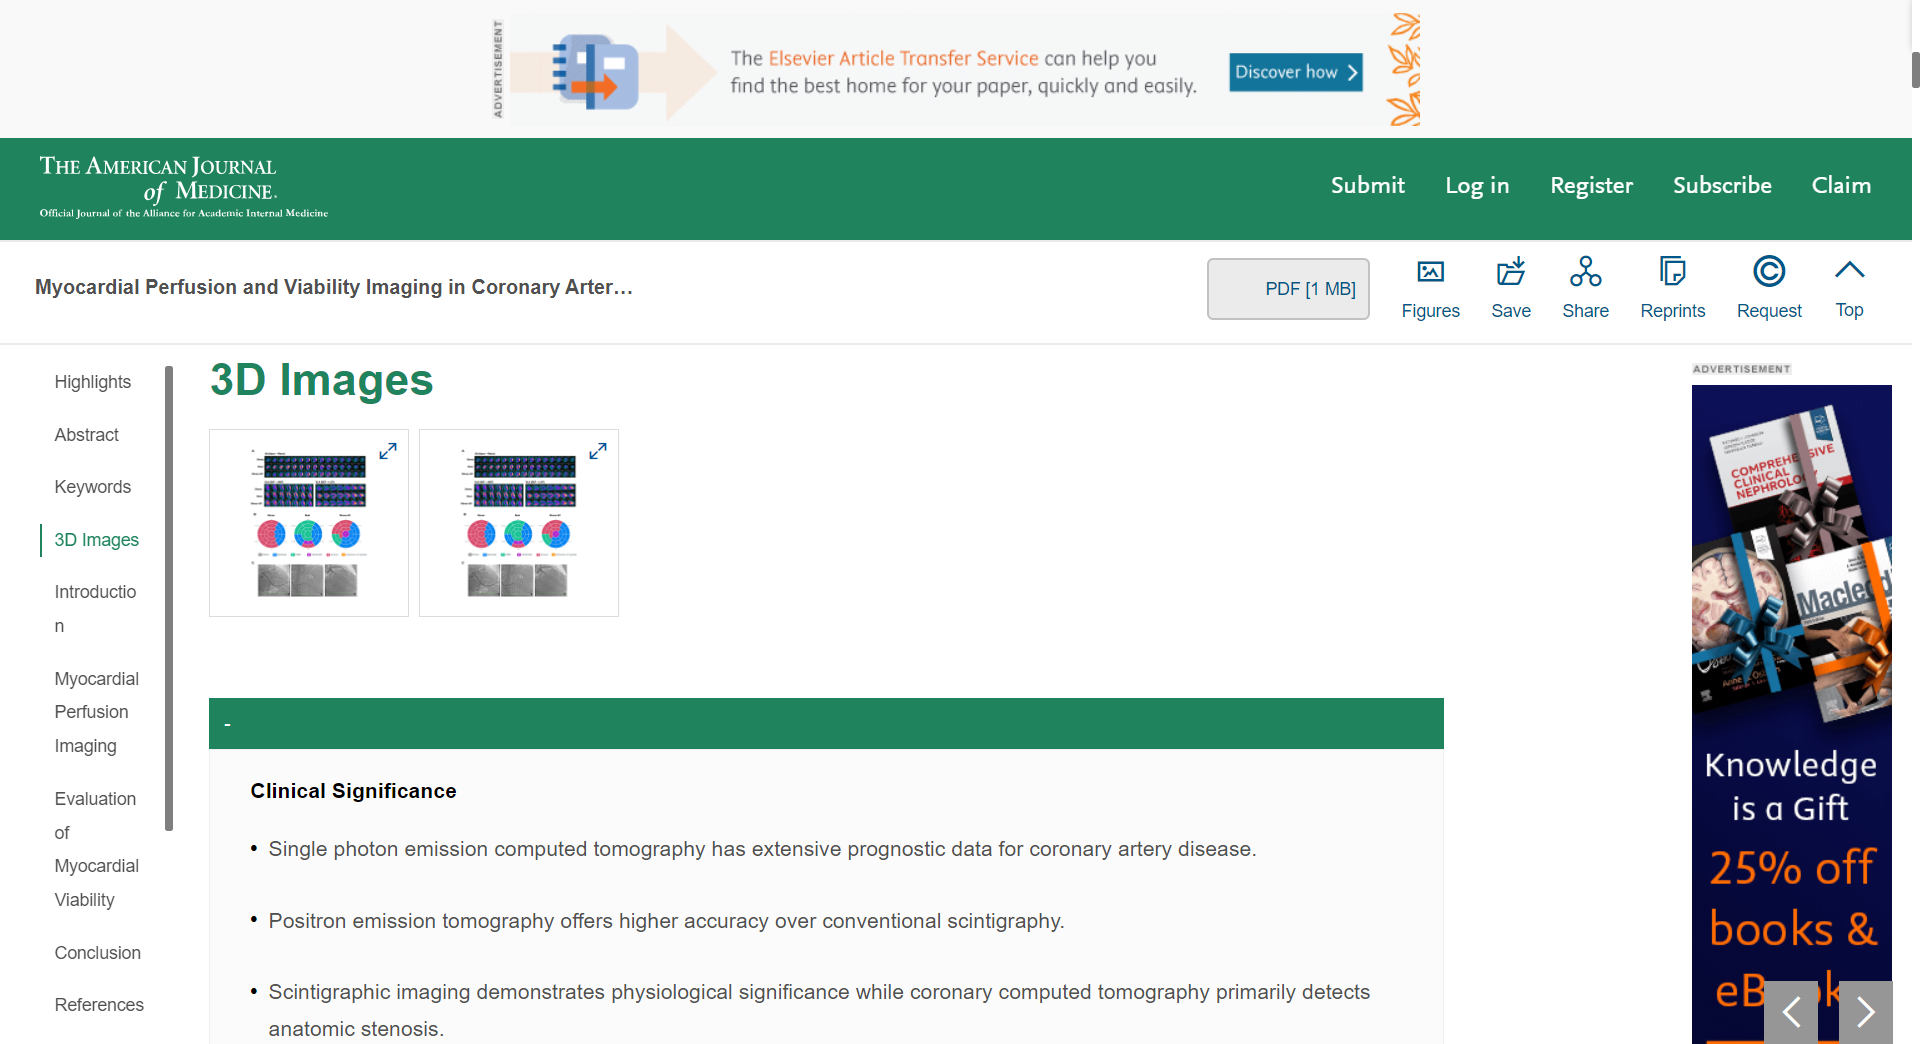 ADVERTISEMENT
The Elsevier Article Transfer Service can help you
find the best home for your paper, quickly and easily.
Discover how
THE AMERICAN JOURNAL
of MEDICINE.
Official Journal of the Alliance for Academic Internal Medicine
Submit
Log in
Register
Subscribe
Claim
Myocardial Perfusion and Viability Imaging in Coronary Arter…
PDF [1 MB]
Figures
Save
Share
Reprints
Request
Top
Highlights
Abstract
Keywords
3D Images
Introductio
n
Myocardial
Perfusion
Imaging
Evaluation
of
Myocardial
Viability
Conclusion
References
3D Images
-
Clinical Significance
• Single photon emission computed tomography has extensive prognostic data for coronary artery disease.
• Positron emission tomography offers higher accuracy over conventional scintigraphy.
• Scintigraphic imaging demonstrates physiological significance while coronary computed tomography primarily detects
anatomic stenosis.
ADVERTISEMENT
COMPREHENSIVE
CLINICAL
NEPHROLOGY
Macleod
Knowledge
is a Gift
25% off
books &